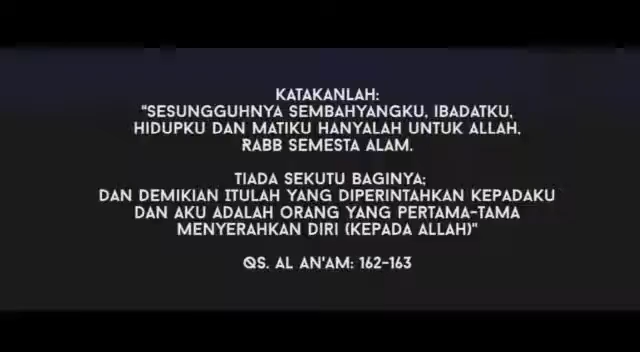 KATAKANLAH:
"SESUNGGUHNYA SEMBAHYANGKU, IBADATKU,
HIDUPKU DAN MATIKU HANYALAH UNTUK ALLAH,
RABB SEMESTA ALAM.
TIADA SEKUTU BAGINYA;
DAN DEMIKIAN ITULAH YANG DIPERINTAHKAN KEPADAKU
DAN AKU ADALAH ORANG YANG PERTAMA-TAMA
MENYERAHKAN DIRI (KEPADA ALLAH)"
QS. AL AN'AM: 162-163